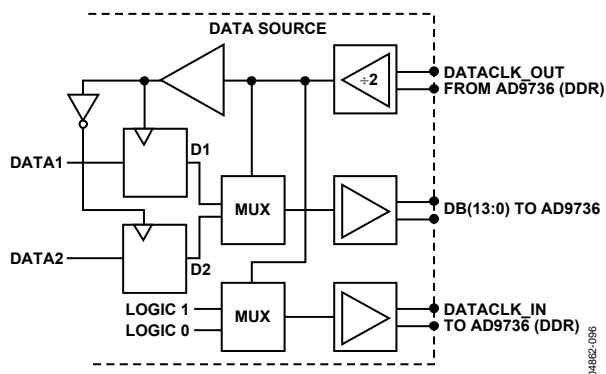 DATA SOURCE
÷2
DATACLK_OUT
FROM AD9736 (DDR)
D1
DATA1
MUX
DB(13:0) TO AD9736
DATA2
D2
LOGIC 1
LOGIC 0
MUX
DATACLK_IN
TO AD9736 (DDR)
04862-096